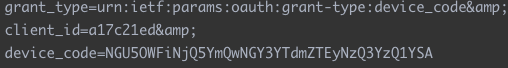 grant_type=urn:ietf:params:oauth:grant-type:device_code&amp;
client_id=a17c21ed&amp;
device_code=NGU5OWFiNjQ5YmQwNGY3YTdmZTEyNzQ3YzQ1YSA